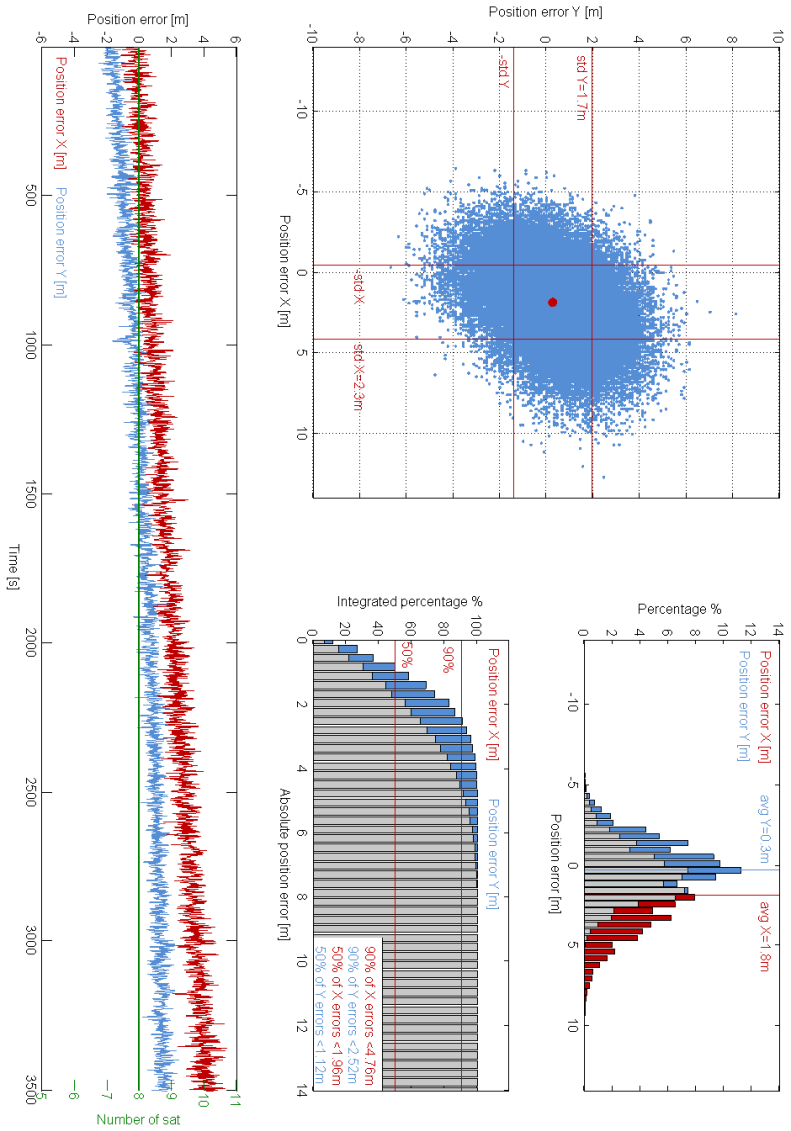 Position error Y [m]
-10
-8
-6
-4
-2
0
2
4
6
8
10
-10
-5
0
5
10
Position error X [m]
std Y=1.7m
-std Y
-std X
std X=2.3m
Percentage %
0
2
4
6
8
10
12
14
-10
-5
0
5
10
Position error [m]
Position error X [m]
Position error Y [m]
avg Y=0.3m
avg X=1.8m
Position error [m]
-6
-5
-4
-3
-2
-1
0
1
2
3
4
5
6
500
1000
1500
2000
2500
3000
3500
Time [s]
Position error X [m]
Position error Y [m]
5
6
7
8
9
10
11
Number of sat
Integrated percentage %
0
20
40
60
80
100
0
2
4
6
8
10
12
14
Absolute position error [m]
Position error X [m]
Position error Y [m]
90%
50%
90% of X errors <4.76m
90% of Y errors <2.52m
50% of X errors <1.96m
50% of Y errors <1.12m